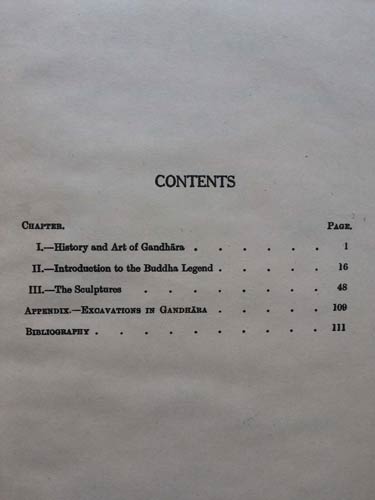 CONTENTS
CHAPTER. PAGE.
I.—History and Art of Gandhāra . . . . . . 1
II.—Introduction to the Buddha Legend . . . . . 16
III.—The Sculptures . . . . . . . . 48
APPENDIX.—EXCAVATIONS IN GANDHĀRA . . . . . 109
BIBLIOGRAPHY . . . . . . . . . . 111